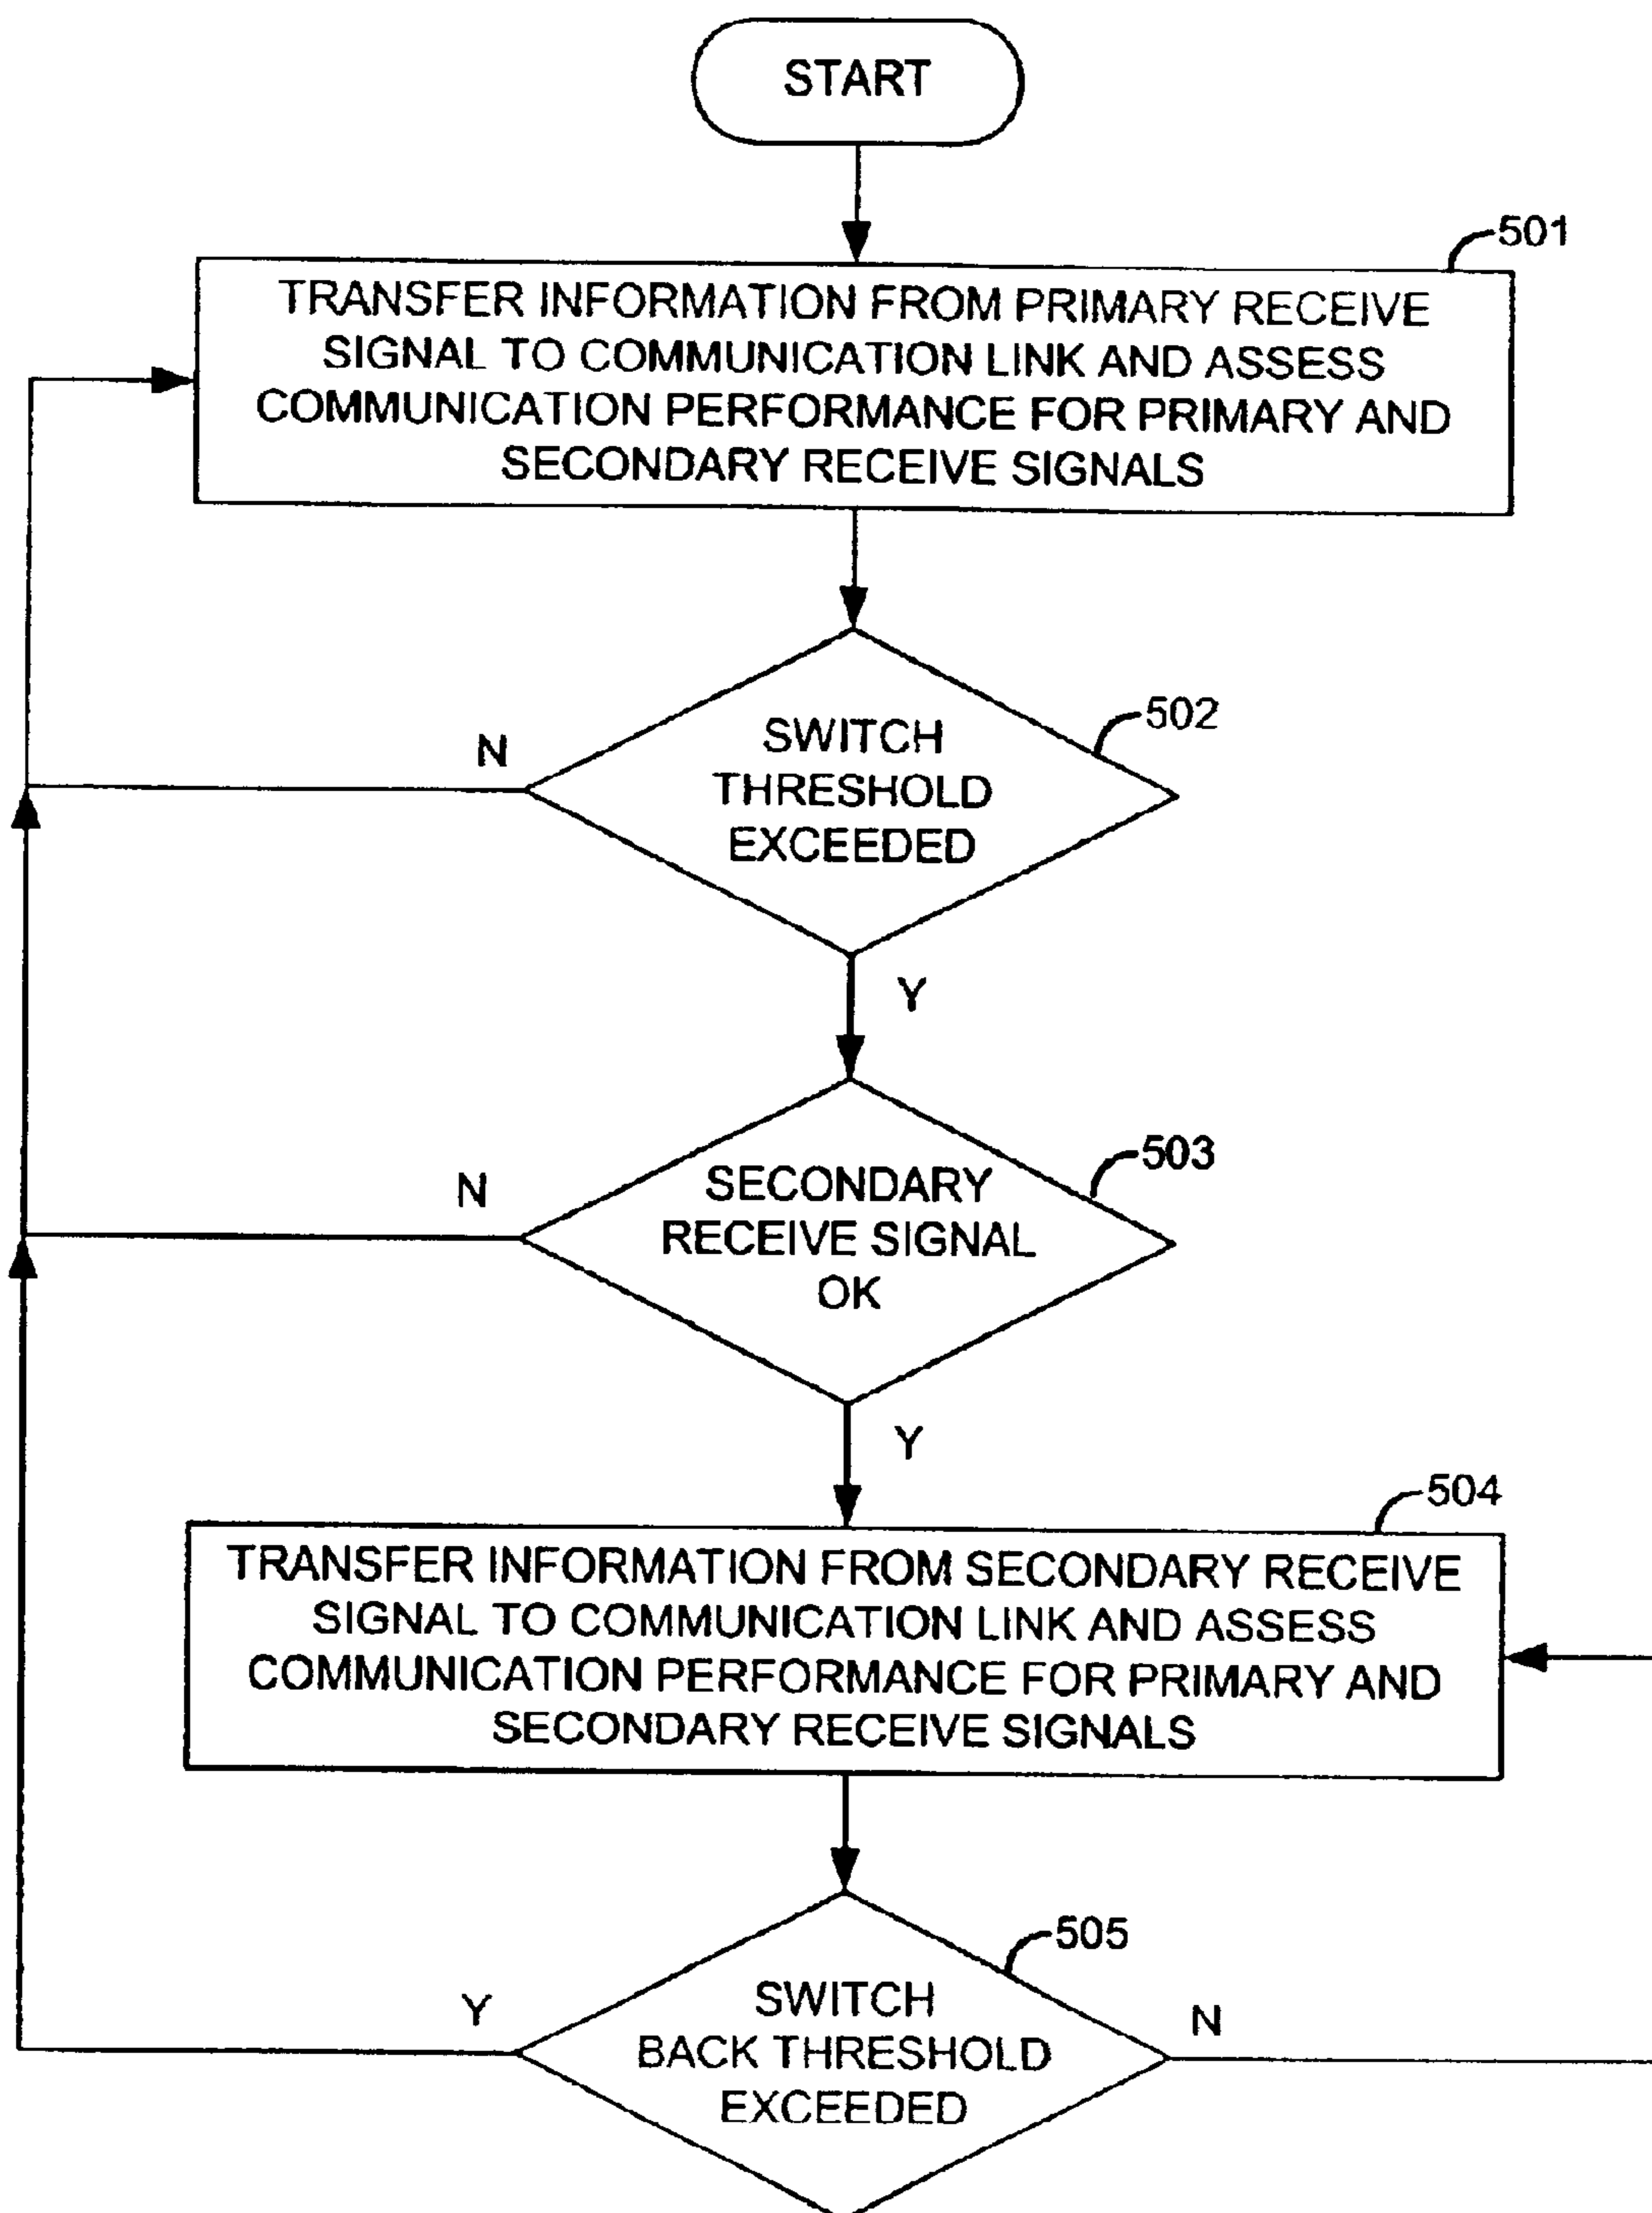 START
501
TRANSFER INFORMATION FROM PRIMARY RECEIVE
SIGNAL TO COMMUNICATION LINK AND ASSESS
COMMUNICATION PERFORMANCE FOR PRIMARY AND
SECONDARY RECEIVE SIGNALS
502
N
SWITCH
THRESHOLD
EXCEEDED
Y
503
N
SECONDARY
RECEIVE SIGNAL
OK
Y
504
TRANSFER INFORMATION FROM SECONDARY RECEIVE
SIGNAL TO COMMUNICATION LINK AND ASSESS
COMMUNICATION PERFORMANCE FOR PRIMARY AND
SECONDARY RECEIVE SIGNALS
505
Y
SWITCH
BACK THRESHOLD
EXCEEDED
N